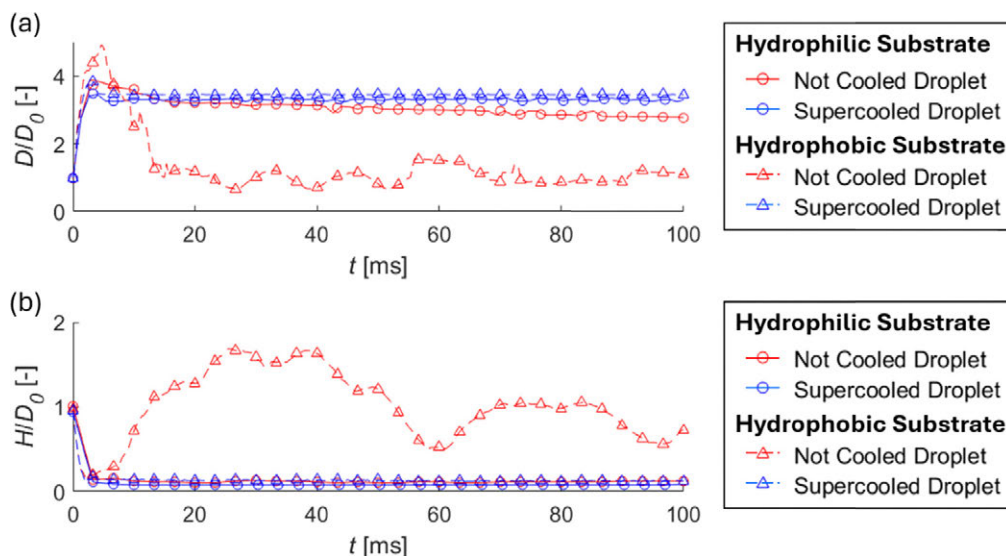 (a)
D/D0 [-]
4
2
0
0 20 40 60 80 100
t [ms]
Hydrophilic Substrate
Not Cooled Droplet
Supercooled Droplet
Hydrophobic Substrate
Not Cooled Droplet
Supercooled Droplet
(b)
H/D0 [-]
2
1
0
0 20 40 60 80 100
t [ms]
Hydrophilic Substrate
Not Cooled Droplet
Supercooled Droplet
Hydrophobic Substrate
Not Cooled Droplet
Supercooled Droplet